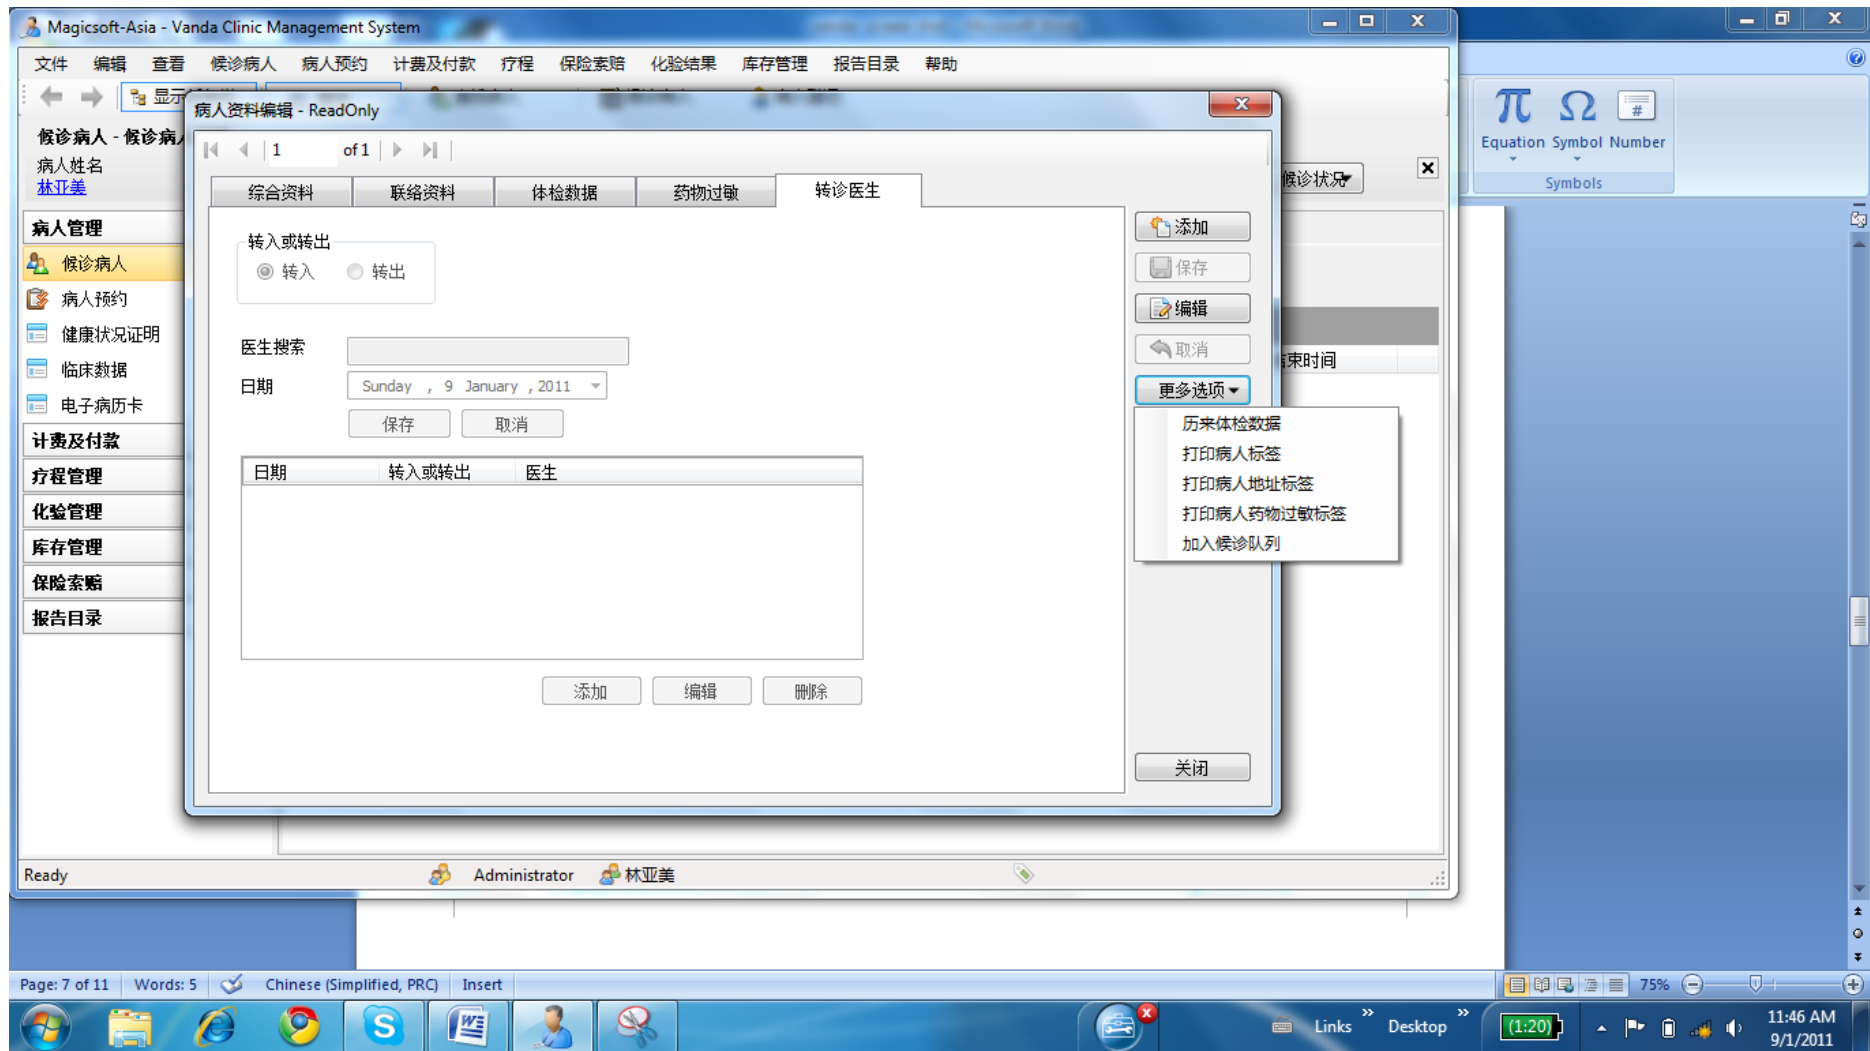 Magicsoft-Asia - Vanda Clinic Management System
文件 编辑 查看 候诊病人 病人预约 计费及付款 疗程 保险索赔 化验结果 库存管理 报告目录 帮助
显示
病人资料编辑 - ReadOnly
Equation Symbol Number
Symbols
候诊病人 - 候诊病人
病人姓名
林亚美
1 of 1
候诊状况
综合资料 联络资料 体检数据 药物过敏 转诊医生
病人管理
候诊病人
病人预约
健康状况证明
临床数据
电子病历卡
计费及付款
疗程管理
化验管理
库存管理
保险索赔
报告目录
转入或转出
转入 转出
医生搜索
日期 Sunday , 9 January , 2011
保存 取消
日期 转入或转出 医生
添加 编辑 删除
添加
保存
编辑
取消
更多选项
历来体检数据
打印病人标签
打印病人地址标签
打印病人药物过敏标签
加入候诊队列
关闭
束时间
Ready Administrator 林亚美
Page: 7 of 11 Words: 5 Chinese (Simplified, PRC) Insert 75%
Links Desktop (1:20) 11:46 AM
9/1/2011